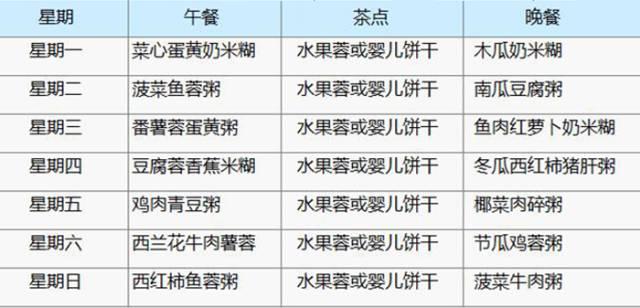 星期 午餐 茶点 晚餐
星期一 菜心蛋黄奶米糊 水果蓉或婴儿饼干 木瓜奶米糊
星期二 菠菜鱼蓉粥 水果蓉或婴儿饼干 南瓜豆腐粥
星期三 番薯蓉蛋黄粥 水果蓉或婴儿饼干 鱼肉红萝卜奶米糊
星期四 豆腐蓉香蕉米糊 水果蓉或婴儿饼干 冬瓜西红柿猪肝粥
星期五 鸡肉青豆粥 水果蓉或婴儿饼干 椰菜肉碎粥
星期六 西兰花牛肉薯蓉 水果蓉或婴儿饼干 节瓜鸡蓉粥
星期日 西红柿鱼蓉粥 水果蓉或婴儿饼干 菠菜牛肉粥